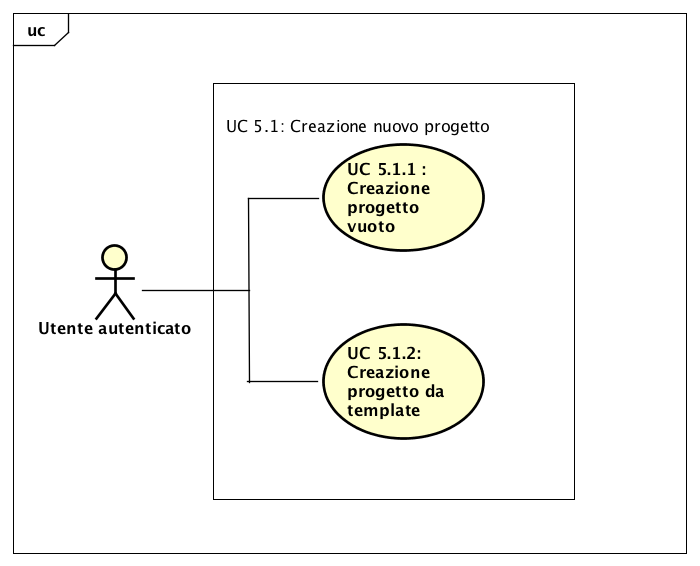 uc
UC 5.1: Creazione nuovo progetto
UC 5.1.1 :
Creazione
progetto
vuoto
Utente autenticato
UC 5.1.2:
Creazione
progetto da
template